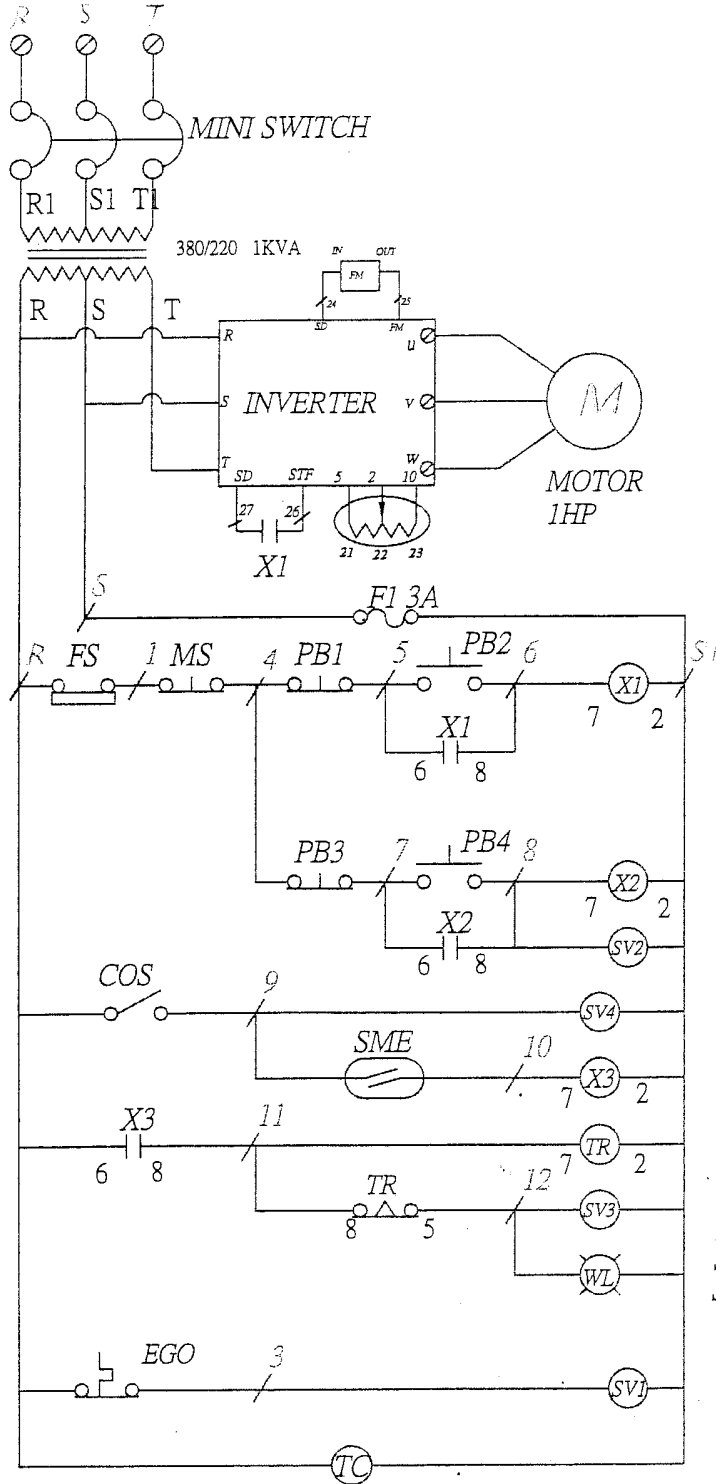 R S T
MINI SWITCH
R1 S1 T1
380/220 1KVA
IN OUT
FM
24 25
R S T
SD FM
R u
INVERTER
S v
T w
SD STF 5 2 10
M
MOTOR
1HP
27 26
X1
21 22 23
S
F1 3A
R FS 1 MS 4 PB1 5 PB2 6 X1 S1
7 2
X1
6 8
PB3 7 PB4 8 X2
7 2
X2
6 8
SV2
COS 9
SV4
SME 10 X3
7 2
X3 11
6 8
TR
7 2
TR 12
8 5
SV3
WL
EGO 3
SV1
TC